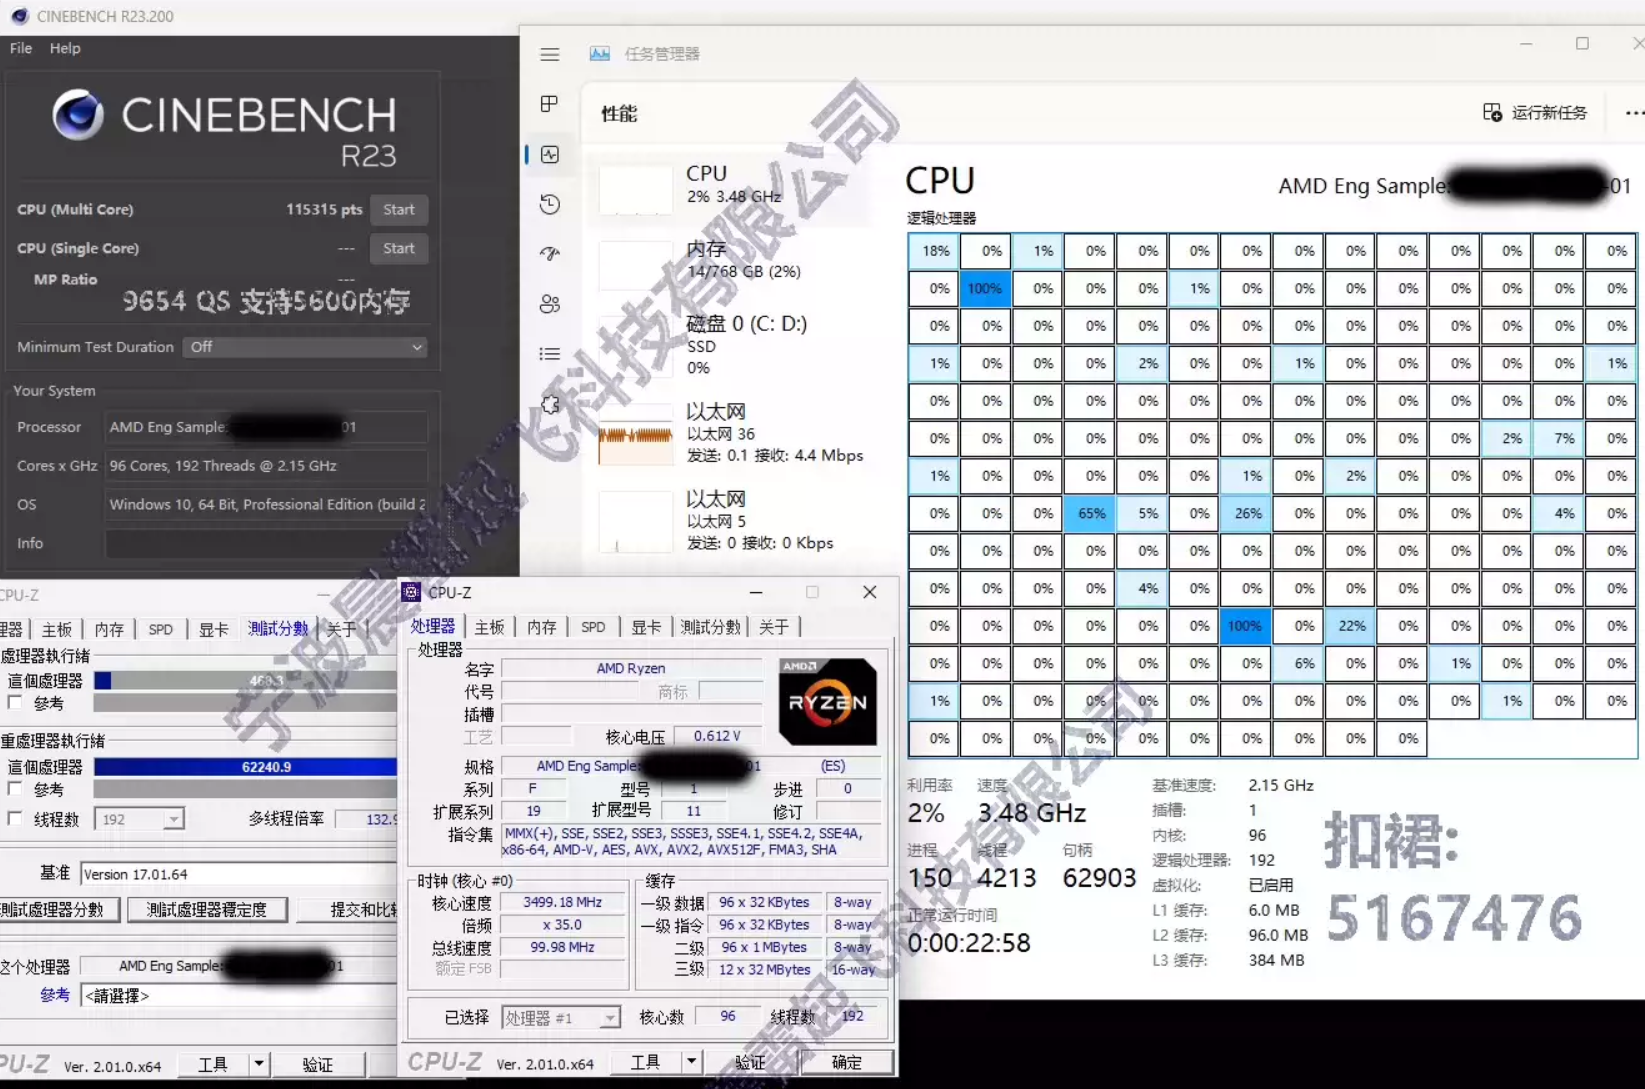 CINEBENCH R23.200
File Help
CINEBENCH
R23
CPU (Multi Core) 115315 pts Start
CPU (Single Core) --- Start
MP Ratio ---
9654 QS 支持5600内存
Minimum Test Duration Off
Your System
Processor AMD Eng Sample: 01
Cores x GHz 96 Cores, 192 Threads @ 2.15 GHz
OS Windows 10, 64 Bit, Professional Edition (build 2
Info
任务管理器
性能
运行新任务
CPU
2% 3.48 GHz
内存
14/768 GB (2%)
磁盘 0 (C: D:)
SSD
0%
以太网
以太网 36
发送: 0.1 接收: 4.4 Mbps
以太网
以太网 5
发送: 0 接收: 0 Kbps
CPU AMD Eng Sample: -01
逻辑处理器
18% 0% 1% 0% 0% 0% 0% 0% 0% 0% 0% 0% 0% 0%
0% 100% 0% 0% 0% 1% 0% 0% 0% 0% 0% 0% 0% 0%
0% 0% 0% 0% 0% 0% 0% 0% 0% 0% 0% 0% 0% 0%
1% 0% 0% 0% 2% 0% 0% 1% 0% 0% 0% 0% 0% 1%
0% 0% 0% 0% 0% 0% 0% 0% 0% 0% 0% 0% 0% 0%
0% 0% 0% 0% 0% 0% 0% 0% 0% 0% 0% 2% 7% 0%
1% 0% 0% 0% 0% 0% 1% 0% 2% 0% 0% 0% 0% 0%
0% 0% 0% 65% 5% 0% 26% 0% 0% 0% 0% 0% 4% 0%
0% 0% 0% 0% 0% 0% 0% 0% 0% 0% 0% 0% 0% 0%
0% 0% 0% 0% 4% 0% 0% 0% 0% 0% 0% 0% 0% 0%
0% 0% 0% 0% 0% 0% 100% 0% 22% 0% 0% 0% 0% 0%
0% 0% 0% 0% 0% 0% 0% 6% 0% 0% 1% 0% 0% 0%
1% 0% 0% 0% 0% 0% 0% 0% 0% 0% 0% 1% 0% 0%
0% 0% 0% 0% 0% 0% 0% 0% 0% 0%
利用率 速度
2% 3.48 GHz
进程 线程 句柄
150 4213 62903
正常运行时间
0:00:22:58
基准速度: 2.15 GHz
插槽: 1
内核: 96
逻辑处理器: 192
虚拟化: 已启用
L1 缓存: 6.0 MB
L2 缓存: 96.0 MB
L3 缓存: 384 MB
扣裙:
5167476
CPU-Z
理器 主板 内存 SPD 显卡 測試分數 关于
處理器執行緒
這個處理器 468.3
參考
重處理器執行緒
這個處理器 62240.9
參考
线程数 192 多线程倍率 132.9
基准 Version 17.01.64
測試處理器分數 測試處理器穩定度 提交和比較
这个处理器 AMD Eng Sample: 01
參考 <請選擇>
PU-Z Ver. 2.01.0.x64 工具 验证
CPU-Z
处理器 主板 内存 SPD 显卡 測試分數 关于
处理器
名字 AMD Ryzen
代号 商标
插槽
工艺 核心电压 0.612 V
AMD
RYZEN
规格 AMD Eng Sample: 01 (ES)
系列 F 型号 1 步进 0
扩展系列 19 扩展型号 11 修订
指令集 MMX(+), SSE, SSE2, SSE3, SSSE3, SSE4.1, SSE4.2, SSE4A,
x86-64, AMD-V, AES, AVX, AVX2, AVX512F, FMA3, SHA
时钟 (核心 #0)
核心速度 3499.18 MHz
倍频 x 35.0
总线速度 99.98 MHz
额定 FSB
缓存
一级 数据 96 x 32 KBytes 8-way
一级 指令 96 x 32 KBytes 8-way
二级 96 x 1 MBytes 8-way
三级 12 x 32 MBytes 16-way
已选择 处理器 #1 核心数 96 线程数 192
CPU-Z Ver. 2.01.0.x64 工具 验证 确定